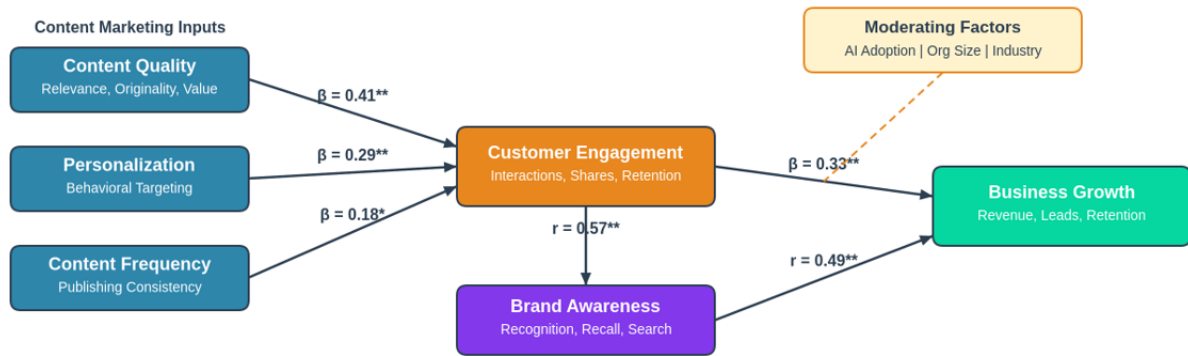 Content Marketing Inputs
Content Quality
Relevance, Originality, Value
Personalization
Behavioral Targeting
Content Frequency
Publishing Consistency
β = 0.41**
β = 0.29**
β = 0.18*
Customer Engagement
Interactions, Shares, Retention
r = 0.57**
Brand Awareness
Recognition, Recall, Search
Moderating Factors
AI Adoption | Org Size | Industry
β = 0.33**
r = 0.49**
Business Growth
Revenue, Leads, Retention